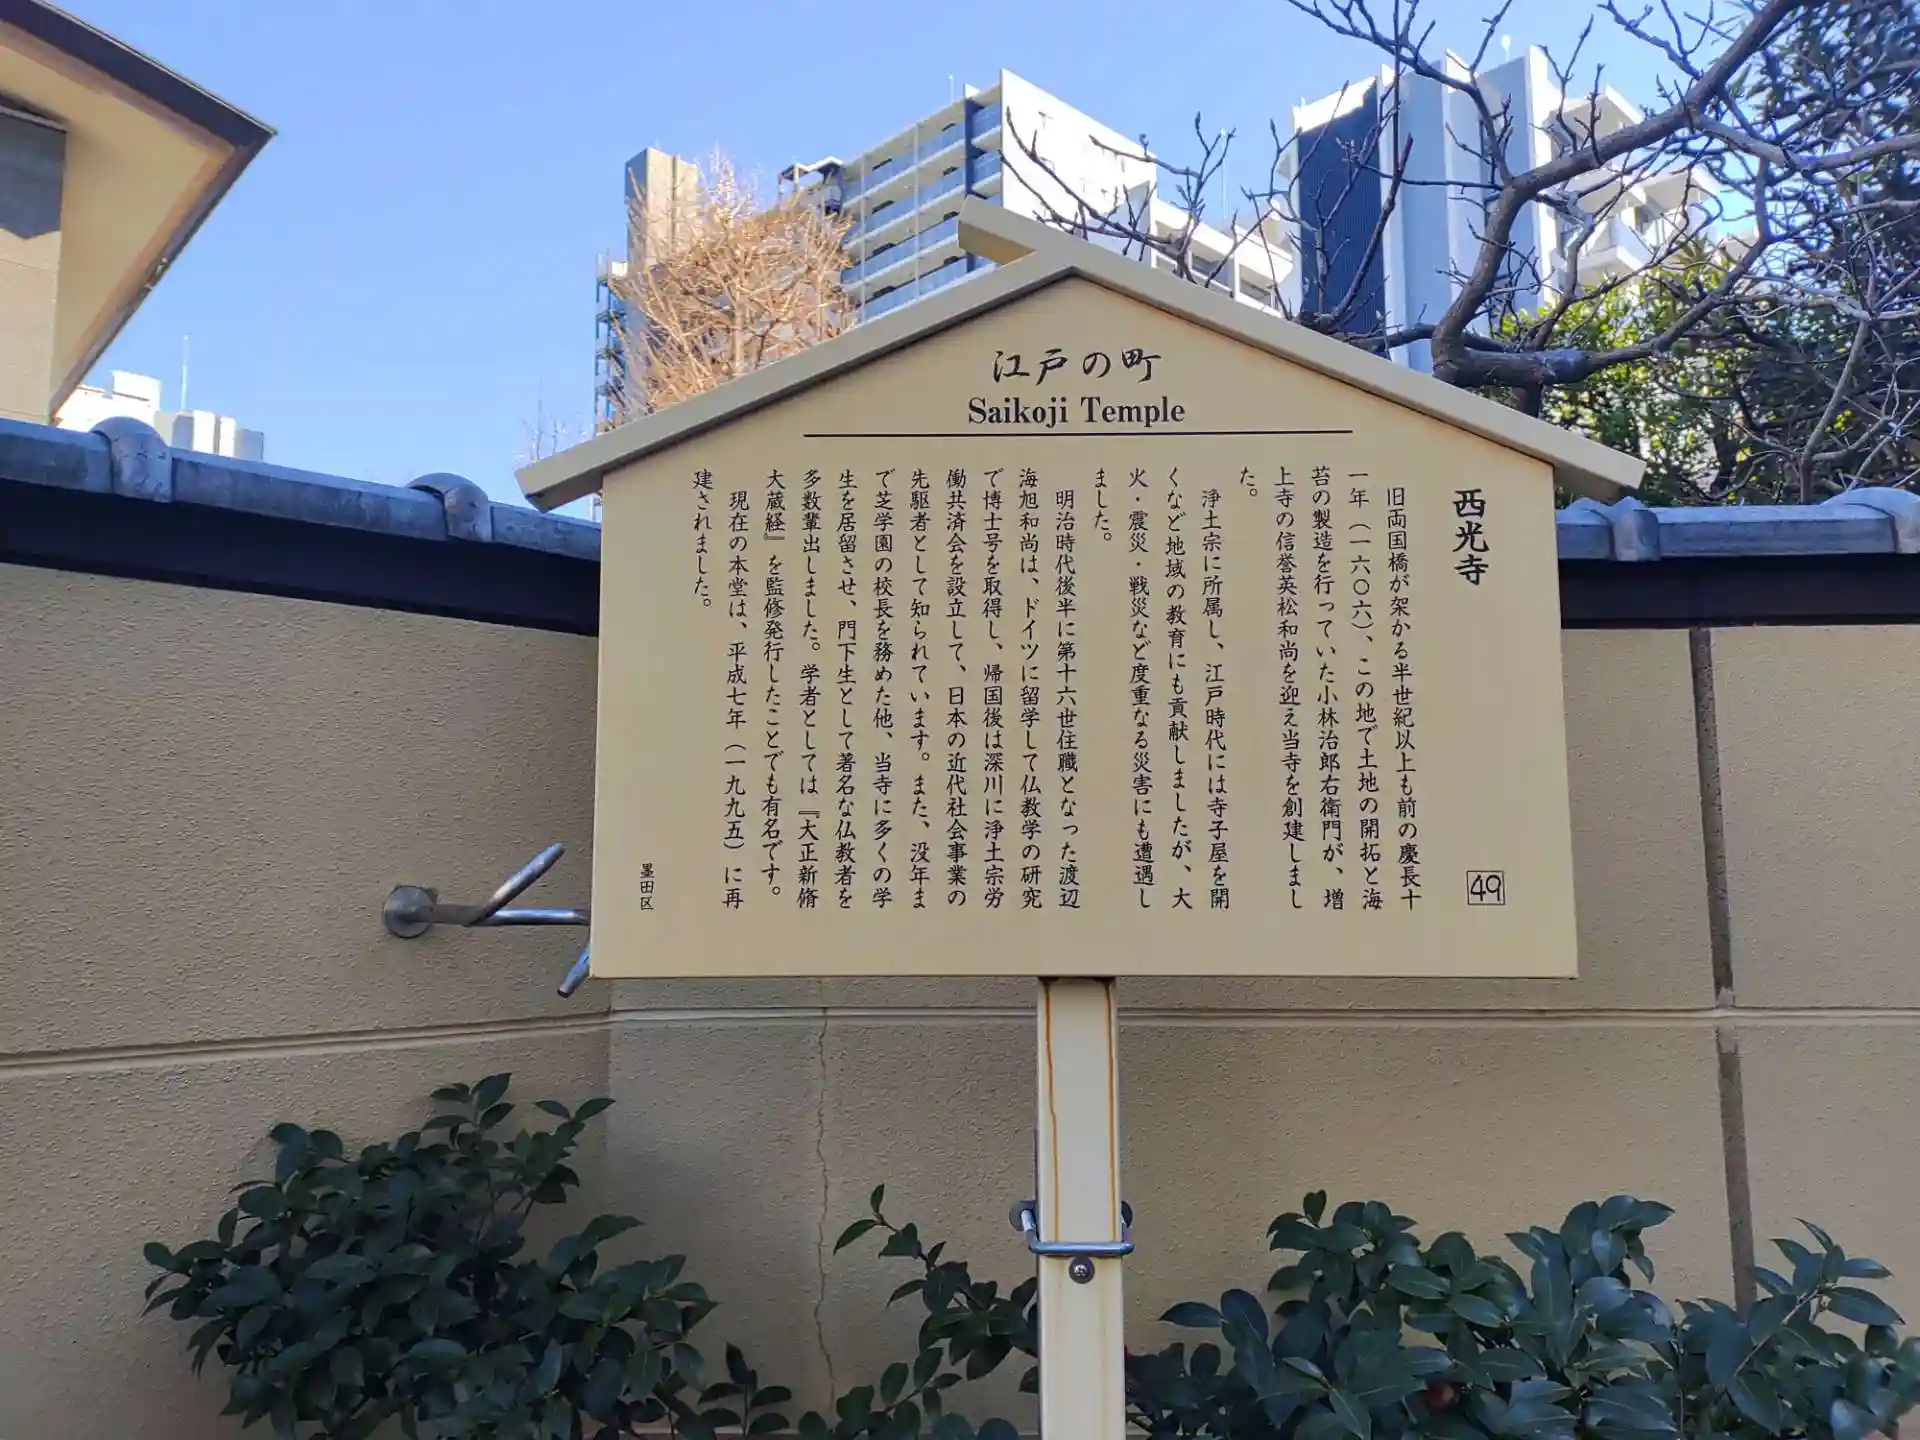 江戸の町
Saikoji Temple
西光寺
49
旧両国橋が架かる半世紀以上も前の慶長十
一年（一六〇六）、この地で土地の開拓と海
苔の製造を行っていた小林治郎右衛門が、増
上寺の信誉英松和尚を迎え当寺を創建しまし
た。
浄土宗に所属し、江戸時代には寺子屋を開
くなど地域の教育にも貢献しましたが、大
火・震災・戦災など度重なる災害にも遭遇し
ました。
明治時代後半に第十六世住職となった渡辺
海旭和尚は、ドイツに留学して仏教学の研究
で博士号を取得し、帰国後は深川に浄土宗労
働共済会を設立して、日本の近代社会事業の
先駆者として知られています。また、没年ま
で芝学園の校長を務めた他、当寺に多くの学
生を居留させ、門下生として著名な仏教者を
多数輩出しました。学者としては『大正新脩
大蔵経』を監修発行したことでも有名です。
現在の本堂は、平成七年（一九九五）に再
建されました。
墨田区